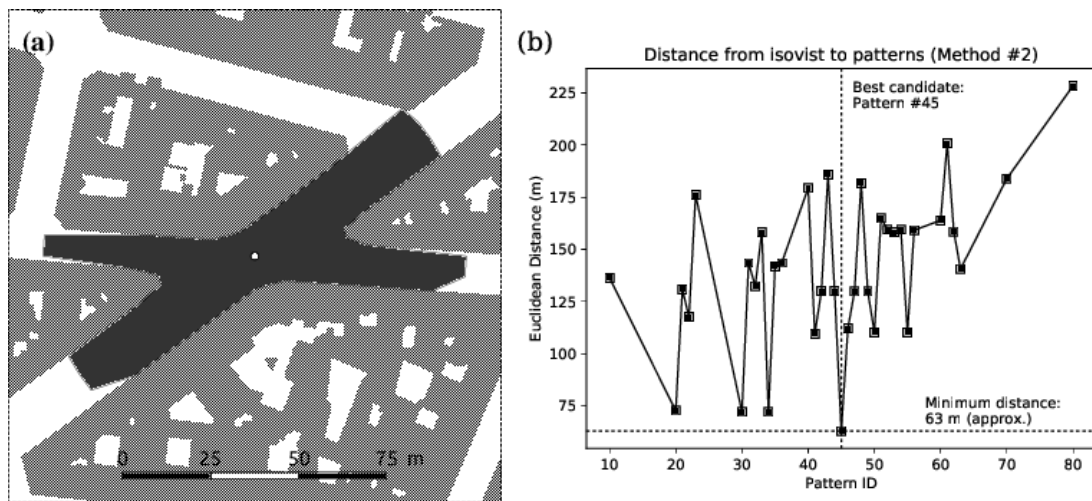 (a)
0 25 50 75 m
(b)
Distance from isovist to patterns (Method #2)
Best candidate:
Pattern #45
Minimum distance:
63 m (approx.)
Euclidean Distance (m)
225
200
175
150
125
100
75
10 20 30 40 50 60 70 80
Pattern ID